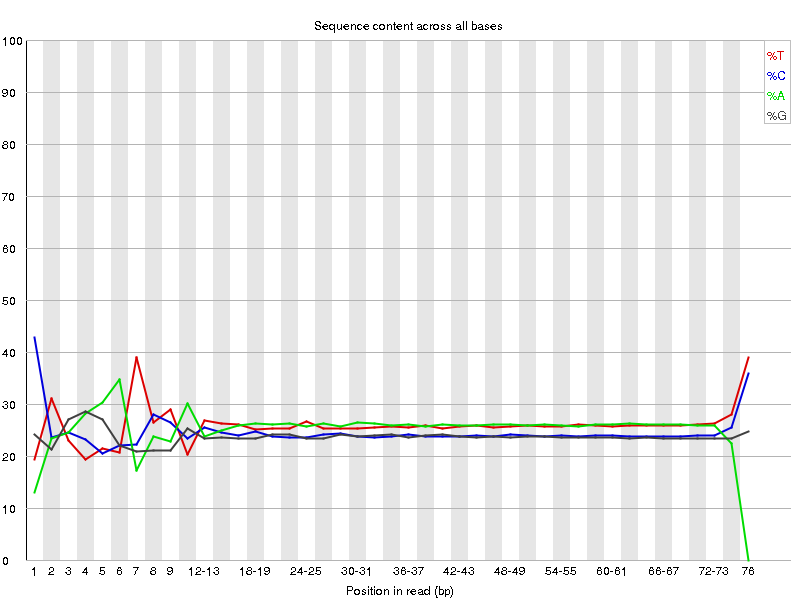 Sequence content across all bases
100
90
80
70
60
50
40
30
20
10
0
%T
%C
%A
%G
1 2 3 4 5 6 7 8 9 12-13 18-19 24-25 30-31 36-37 42-43 48-49 54-55 60-61 66-67 72-73 76
Position in read (bp)